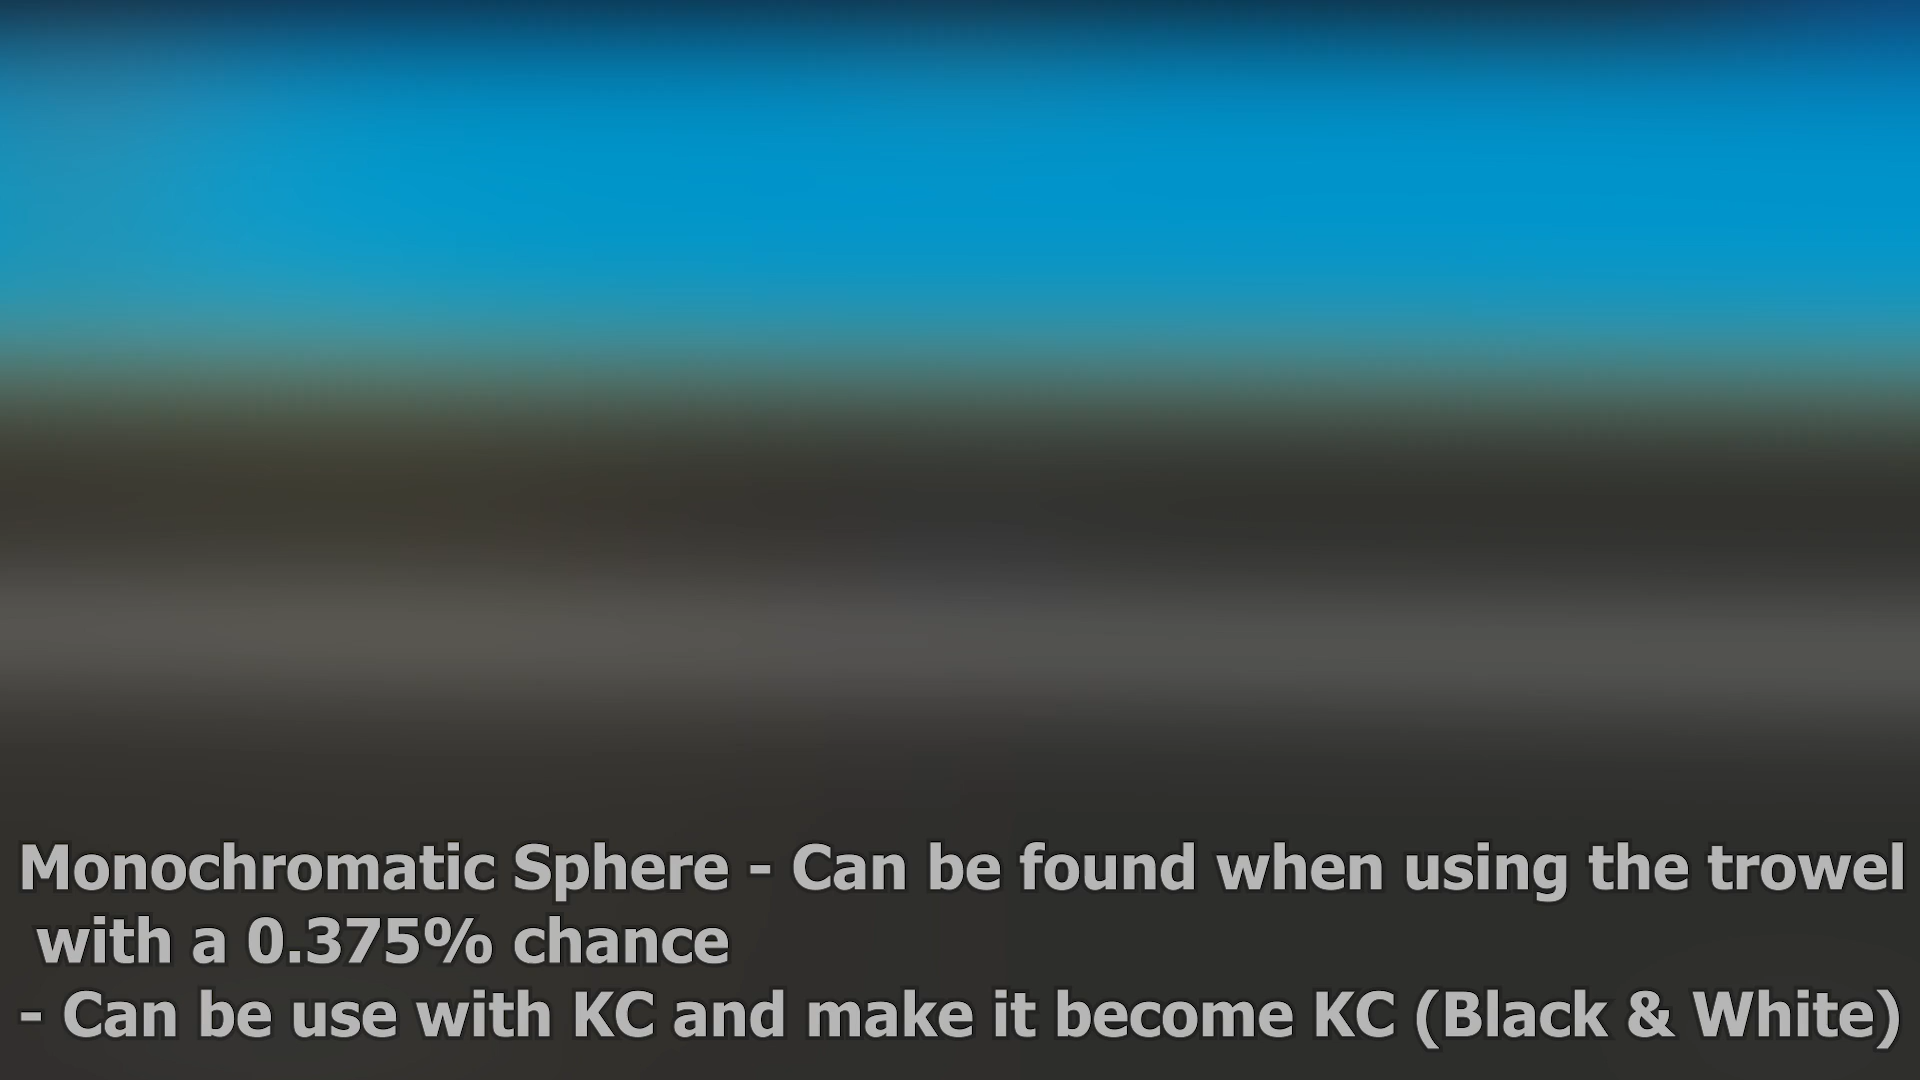 Monochromatic Sphere - Can be found when using the trowel
with a 0.375% chance
- Can be use with KC and make it become KC (Black & White)